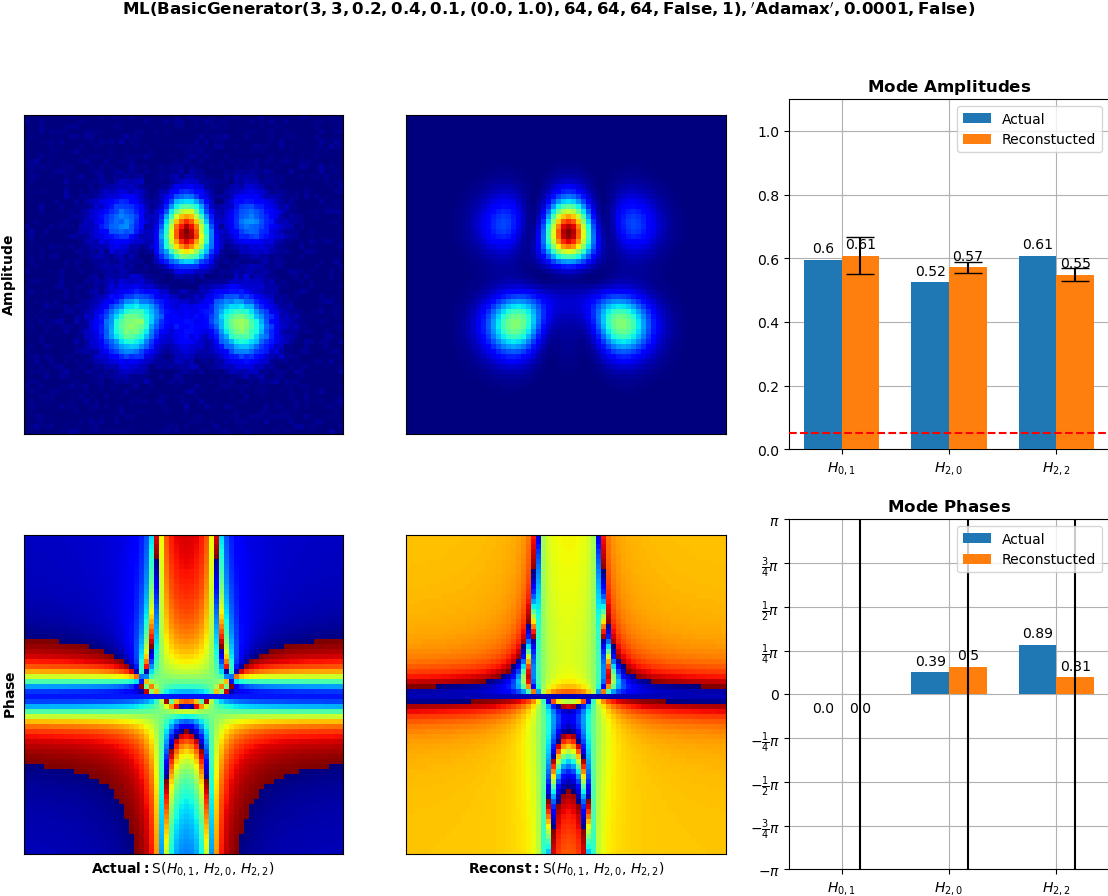 ML(BasicGenerator(3, 3, 0.2, 0.4, 0.1, (0.0, 1.0), 64, 64, 64, False, 1), 'Adamax', 0.0001, False)
Mode Amplitudes
Actual
Reconstucted
1.0
0.8
0.6
0.4
0.2
0.0
0.6
0.61
0.52
0.57
0.61
0.55
H0,1
H2,0
H2,2
Amplitude
Mode Phases
Actual
Reconstucted
π
3/4π
1/2π
1/4π
0
−1/4π
−1/2π
−3/4π
−π
0.0
0.0
0.39
0.5
0.89
0.31
H0,1
H2,0
H2,2
Phase
Actual: S(H0,1, H2,0, H2,2)
Reconst: S(H0,1, H2,0, H2,2)